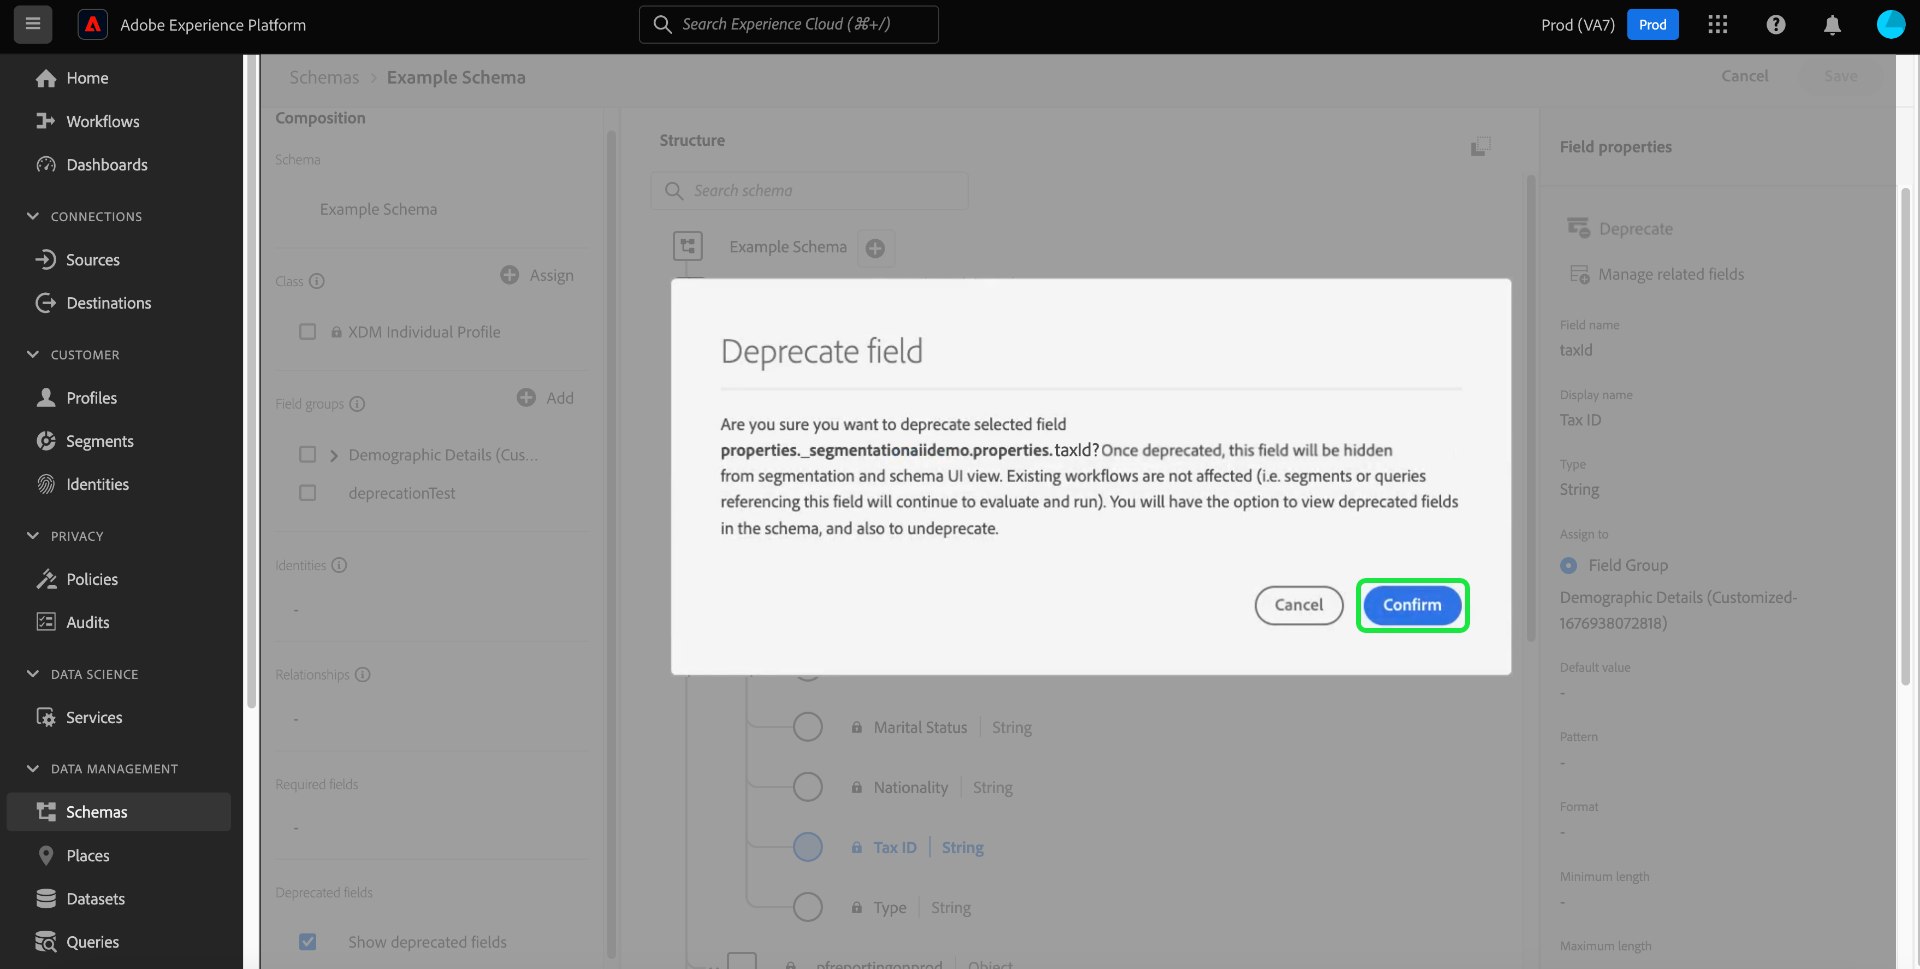 Adobe Experience Platform
Search Experience Cloud (⌘+/)
Prod (VA7)
Prod
Home
Workflows
Dashboards
CONNECTIONS
Sources
Destinations
CUSTOMER
Profiles
Segments
Identities
PRIVACY
Policies
Audits
DATA SCIENCE
Services
DATA MANAGEMENT
Schemas
Places
Datasets
Queries
Schemas > Example Schema
Cancel
Save
Composition
Schema
Example Schema
Class
Assign
XDM Individual Profile
Field groups
Add
Demographic Details (Cus...
deprecationTest
Identities
-
Relationships
-
Required fields
-
Deprecated fields
Show deprecated fields
Structure
Search schema
Example Schema
Deprecate field
Are you sure you want to deprecate selected field
properties._segmentationaiidemo.properties.taxId? Once deprecated, this field will be hidden
from segmentation and schema UI view. Existing workflows are not affected (i.e. segments or queries
referencing this field will continue to evaluate and run). You will have the option to view deprecated fields
in the schema, and also to undeprecate.
Cancel
Confirm
Marital Status | String
Nationality | String
Tax ID | String
Type | String
pfreportingonprod | Object
Field properties
Deprecate
Manage related fields
Field name
taxId
Display name
Tax ID
Type
String
Assign to
Field Group
Demographic Details (Customized-
1676938072818)
Default value
-
Pattern
-
Format
-
Minimum length
-
Maximum length